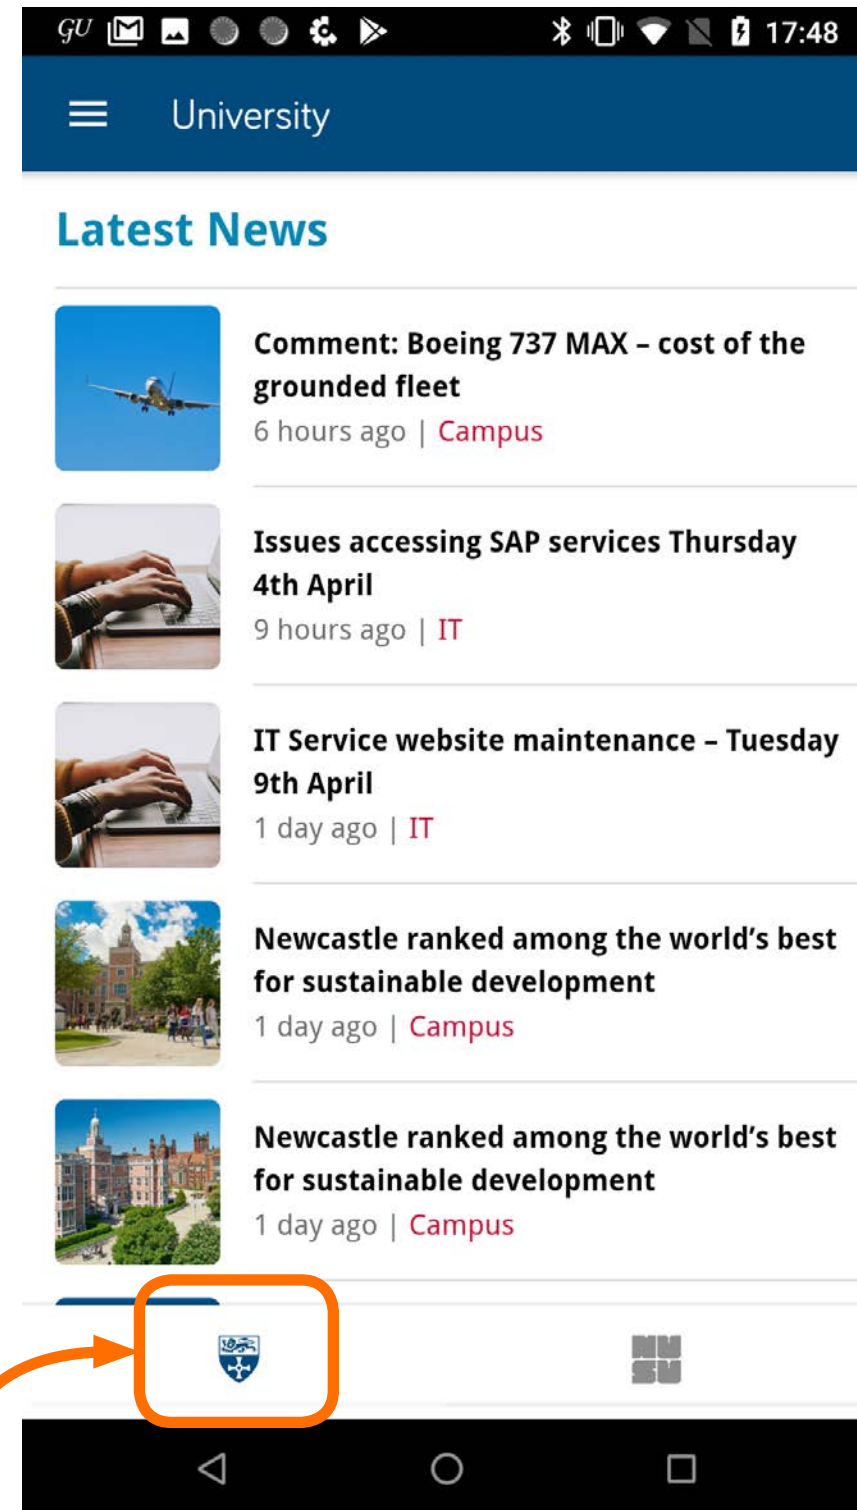 GU 17:48
University
Latest News
Comment: Boeing 737 MAX – cost of the
grounded fleet
6 hours ago | Campus
Issues accessing SAP services Thursday
4th April
9 hours ago | IT
IT Service website maintenance – Tuesday
9th April
1 day ago | IT
Newcastle ranked among the world’s best
for sustainable development
1 day ago | Campus
Newcastle ranked among the world’s best
for sustainable development
1 day ago | Campus
NU
SU